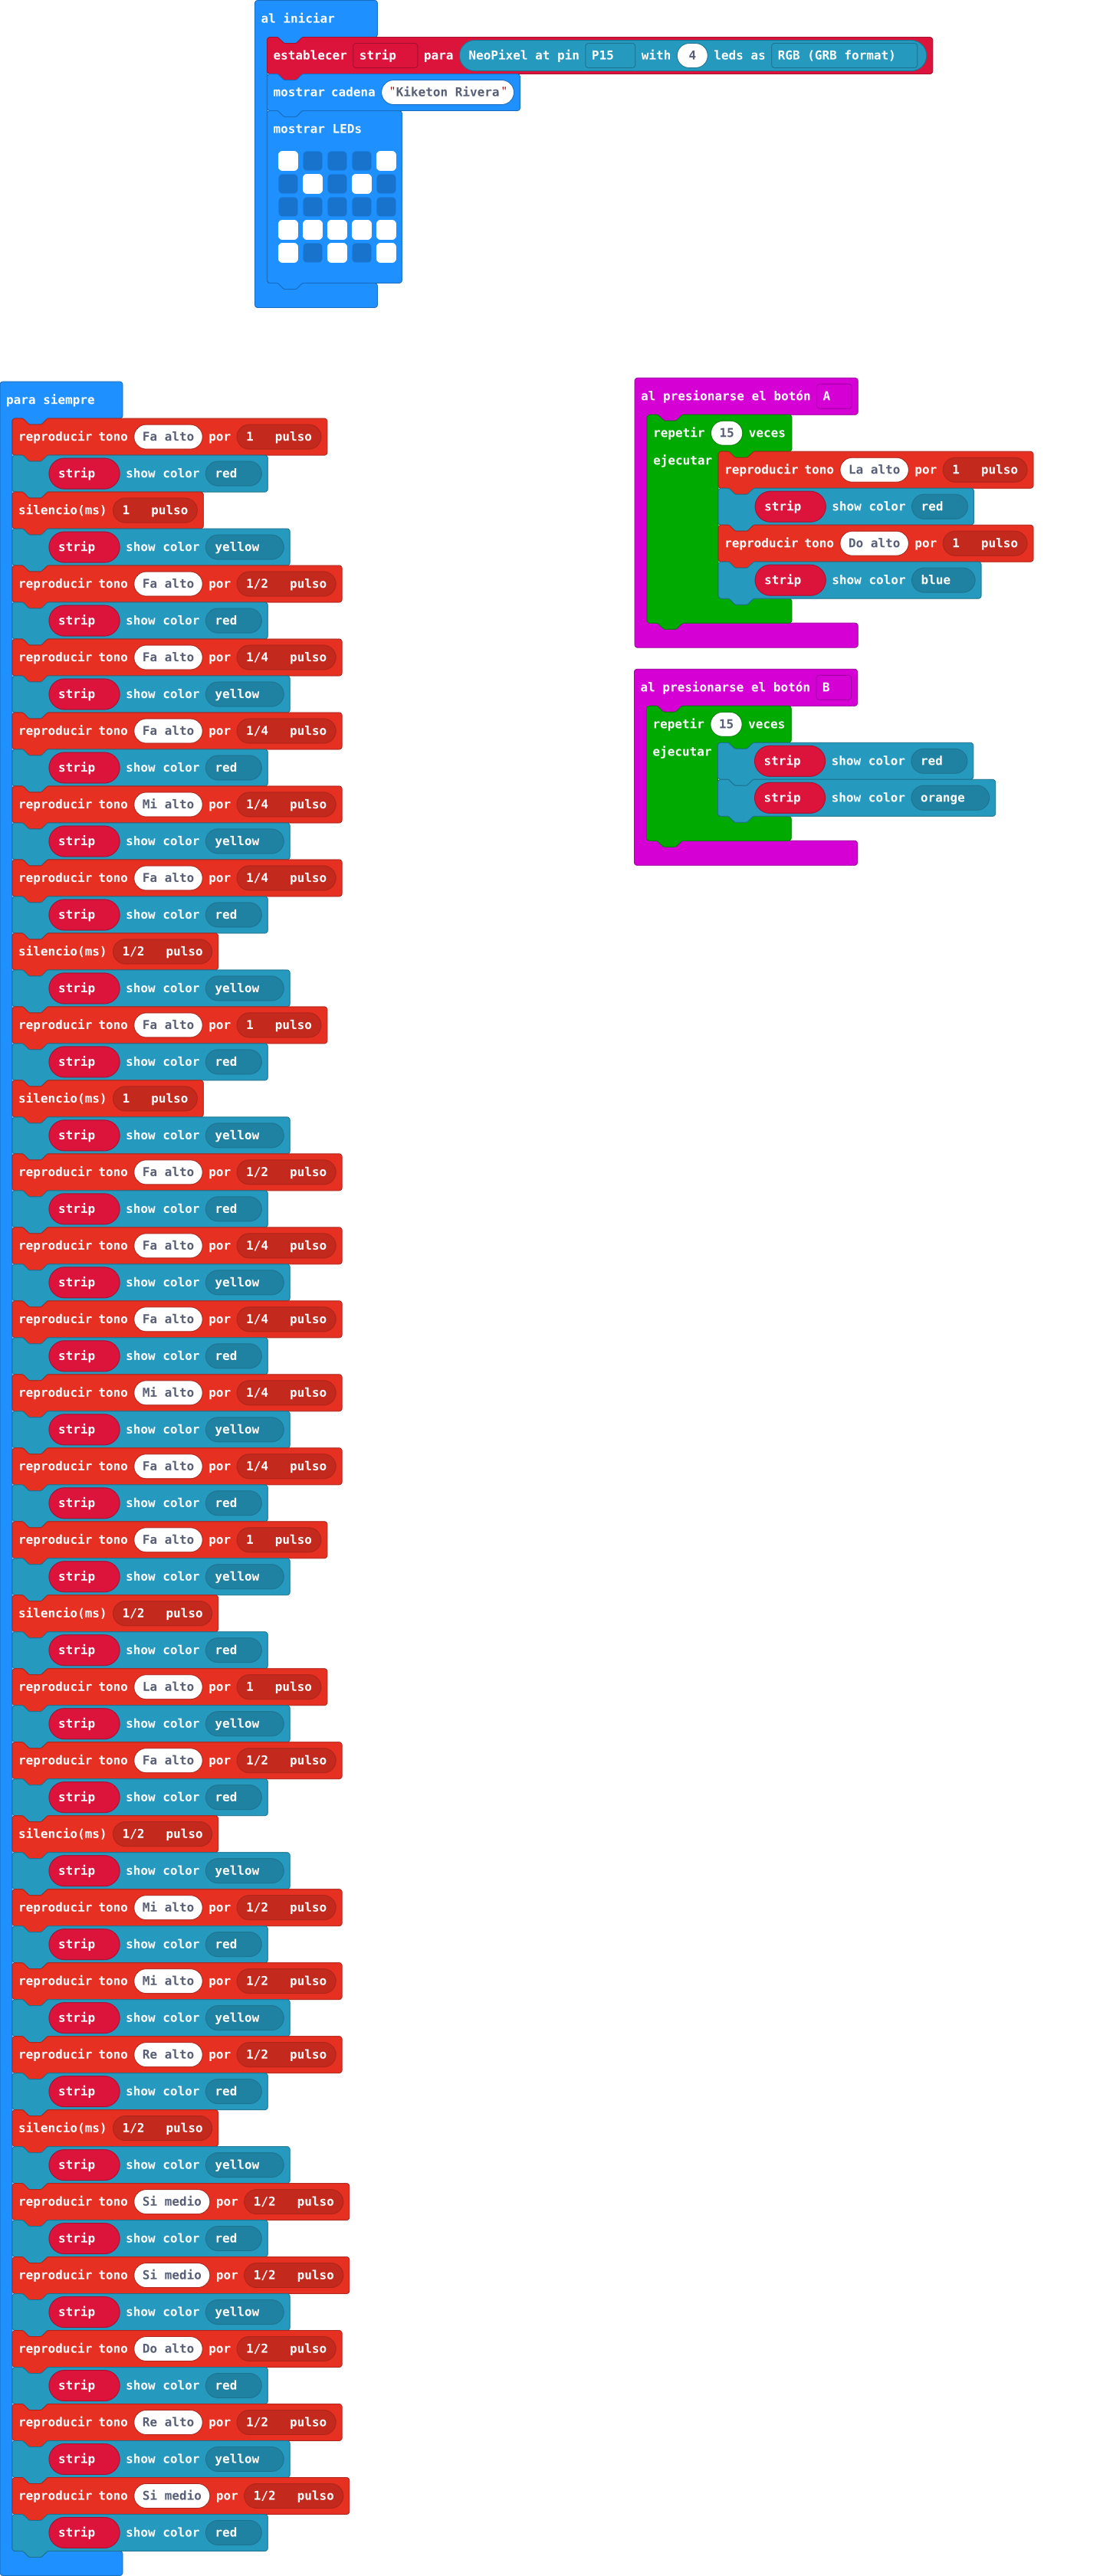 al iniciar
establecer strip para NeoPixel at pin P15 with 4 leds as RGB (GRB format)
mostrar cadena "Kiketon Rivera"
mostrar LEDs
para siempre
reproducir tono Fa alto por 1 pulso
strip show color red
silencio(ms) 1 pulso
strip show color yellow
reproducir tono Fa alto por 1/2 pulso
strip show color red
reproducir tono Fa alto por 1/4 pulso
strip show color yellow
reproducir tono Fa alto por 1/4 pulso
strip show color red
reproducir tono Mi alto por 1/4 pulso
strip show color yellow
reproducir tono Fa alto por 1/4 pulso
strip show color red
silencio(ms) 1/2 pulso
strip show color yellow
reproducir tono Fa alto por 1 pulso
strip show color red
silencio(ms) 1 pulso
strip show color yellow
reproducir tono Fa alto por 1/2 pulso
strip show color red
reproducir tono Fa alto por 1/4 pulso
strip show color yellow
reproducir tono Fa alto por 1/4 pulso
strip show color red
reproducir tono Mi alto por 1/4 pulso
strip show color yellow
reproducir tono Fa alto por 1/4 pulso
strip show color red
reproducir tono Fa alto por 1 pulso
strip show color yellow
silencio(ms) 1/2 pulso
strip show color red
reproducir tono La alto por 1 pulso
strip show color yellow
reproducir tono Fa alto por 1/2 pulso
strip show color red
silencio(ms) 1/2 pulso
strip show color yellow
reproducir tono Mi alto por 1/2 pulso
strip show color red
reproducir tono Mi alto por 1/2 pulso
strip show color yellow
reproducir tono Re alto por 1/2 pulso
strip show color red
silencio(ms) 1/2 pulso
strip show color yellow
reproducir tono Si medio por 1/2 pulso
strip show color red
reproducir tono Si medio por 1/2 pulso
strip show color yellow
reproducir tono Do alto por 1/2 pulso
strip show color red
reproducir tono Re alto por 1/2 pulso
strip show color yellow
reproducir tono Si medio por 1/2 pulso
strip show color red
al presionarse el botón A
repetir 15 veces
ejecutar
reproducir tono La alto por 1 pulso
strip show color red
reproducir tono Do alto por 1 pulso
strip show color blue
al presionarse el botón B
repetir 15 veces
ejecutar
strip show color red
strip show color orange